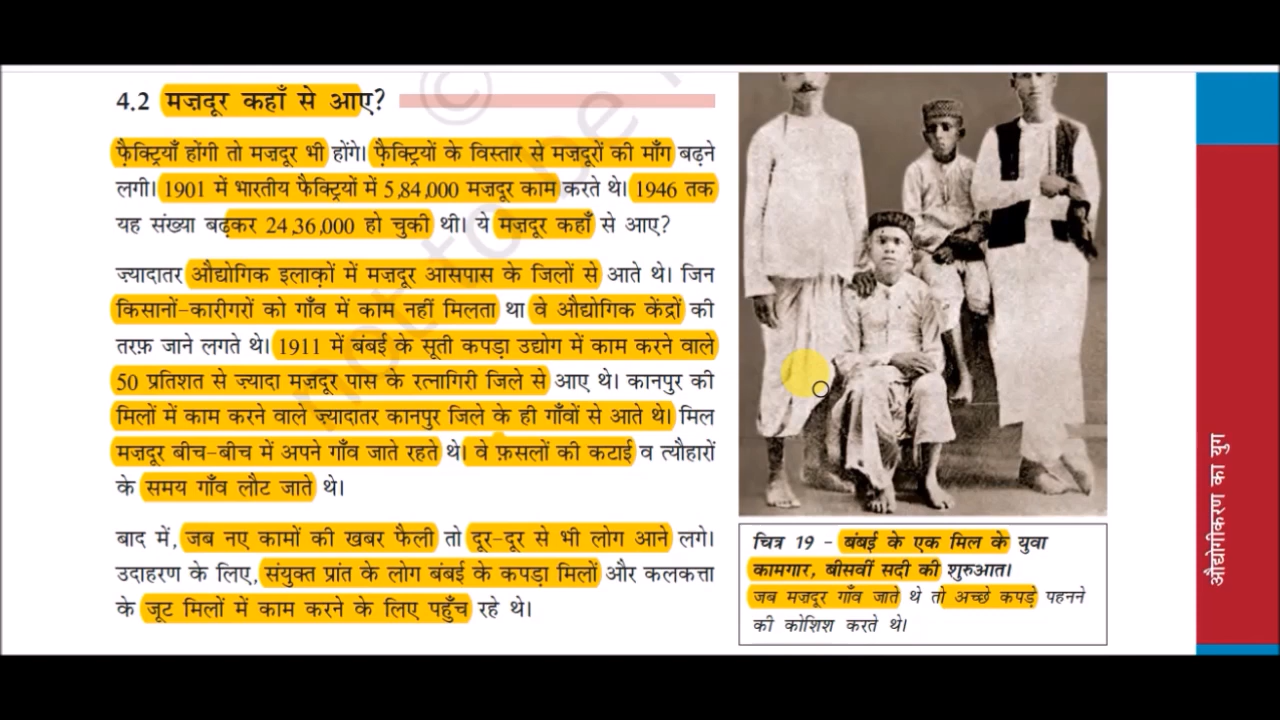 4.2 मज़दूर कहाँ से आए?
फ़ैक्ट्रियाँ होंगी तो मज़दूर भी होंगे। फ़ैक्ट्रियों के विस्तार से मज़दूरों की माँग बढ़ने
लगी। 1901 में भारतीय फैक्ट्रियों में 5,84,000 मज़दूर काम करते थे। 1946 तक
यह संख्या बढ़कर 24,36,000 हो चुकी थी। ये मज़दूर कहाँ से आए?
ज़्यादातर औद्योगिक इलाक़ों में मज़दूर आसपास के जिलों से आते थे। जिन
किसानों-कारीगरों को गाँव में काम नहीं मिलता था वे औद्योगिक केंद्रों की
तरफ़ जाने लगते थे। 1911 में बंबई के सूती कपड़ा उद्योग में काम करने वाले
50 प्रतिशत से ज़्यादा मज़दूर पास के रत्नागिरी जिले से आए थे। कानपुर की
मिलों में काम करने वाले ज़्यादातर कानपुर जिले के ही गाँवों से आते थे। मिल
मज़दूर बीच-बीच में अपने गाँव जाते रहते थे। वे फ़सलों की कटाई व त्यौहारों
के समय गाँव लौट जाते थे।
बाद में, जब नए कामों की खबर फैली तो दूर-दूर से भी लोग आने लगे।
उदाहरण के लिए, संयुक्त प्रांत के लोग बंबई के कपड़ा मिलों और कलकत्ता
के जूट मिलों में काम करने के लिए पहुँच रहे थे।
चित्र 19 - बंबई के एक मिल के युवा
कामगार, बीसवीं सदी की शुरुआत।
जब मज़दूर गाँव जाते थे तो अच्छे कपड़े पहनने
की कोशिश करते थे।
औद्योगीकरण का युग
© not to be